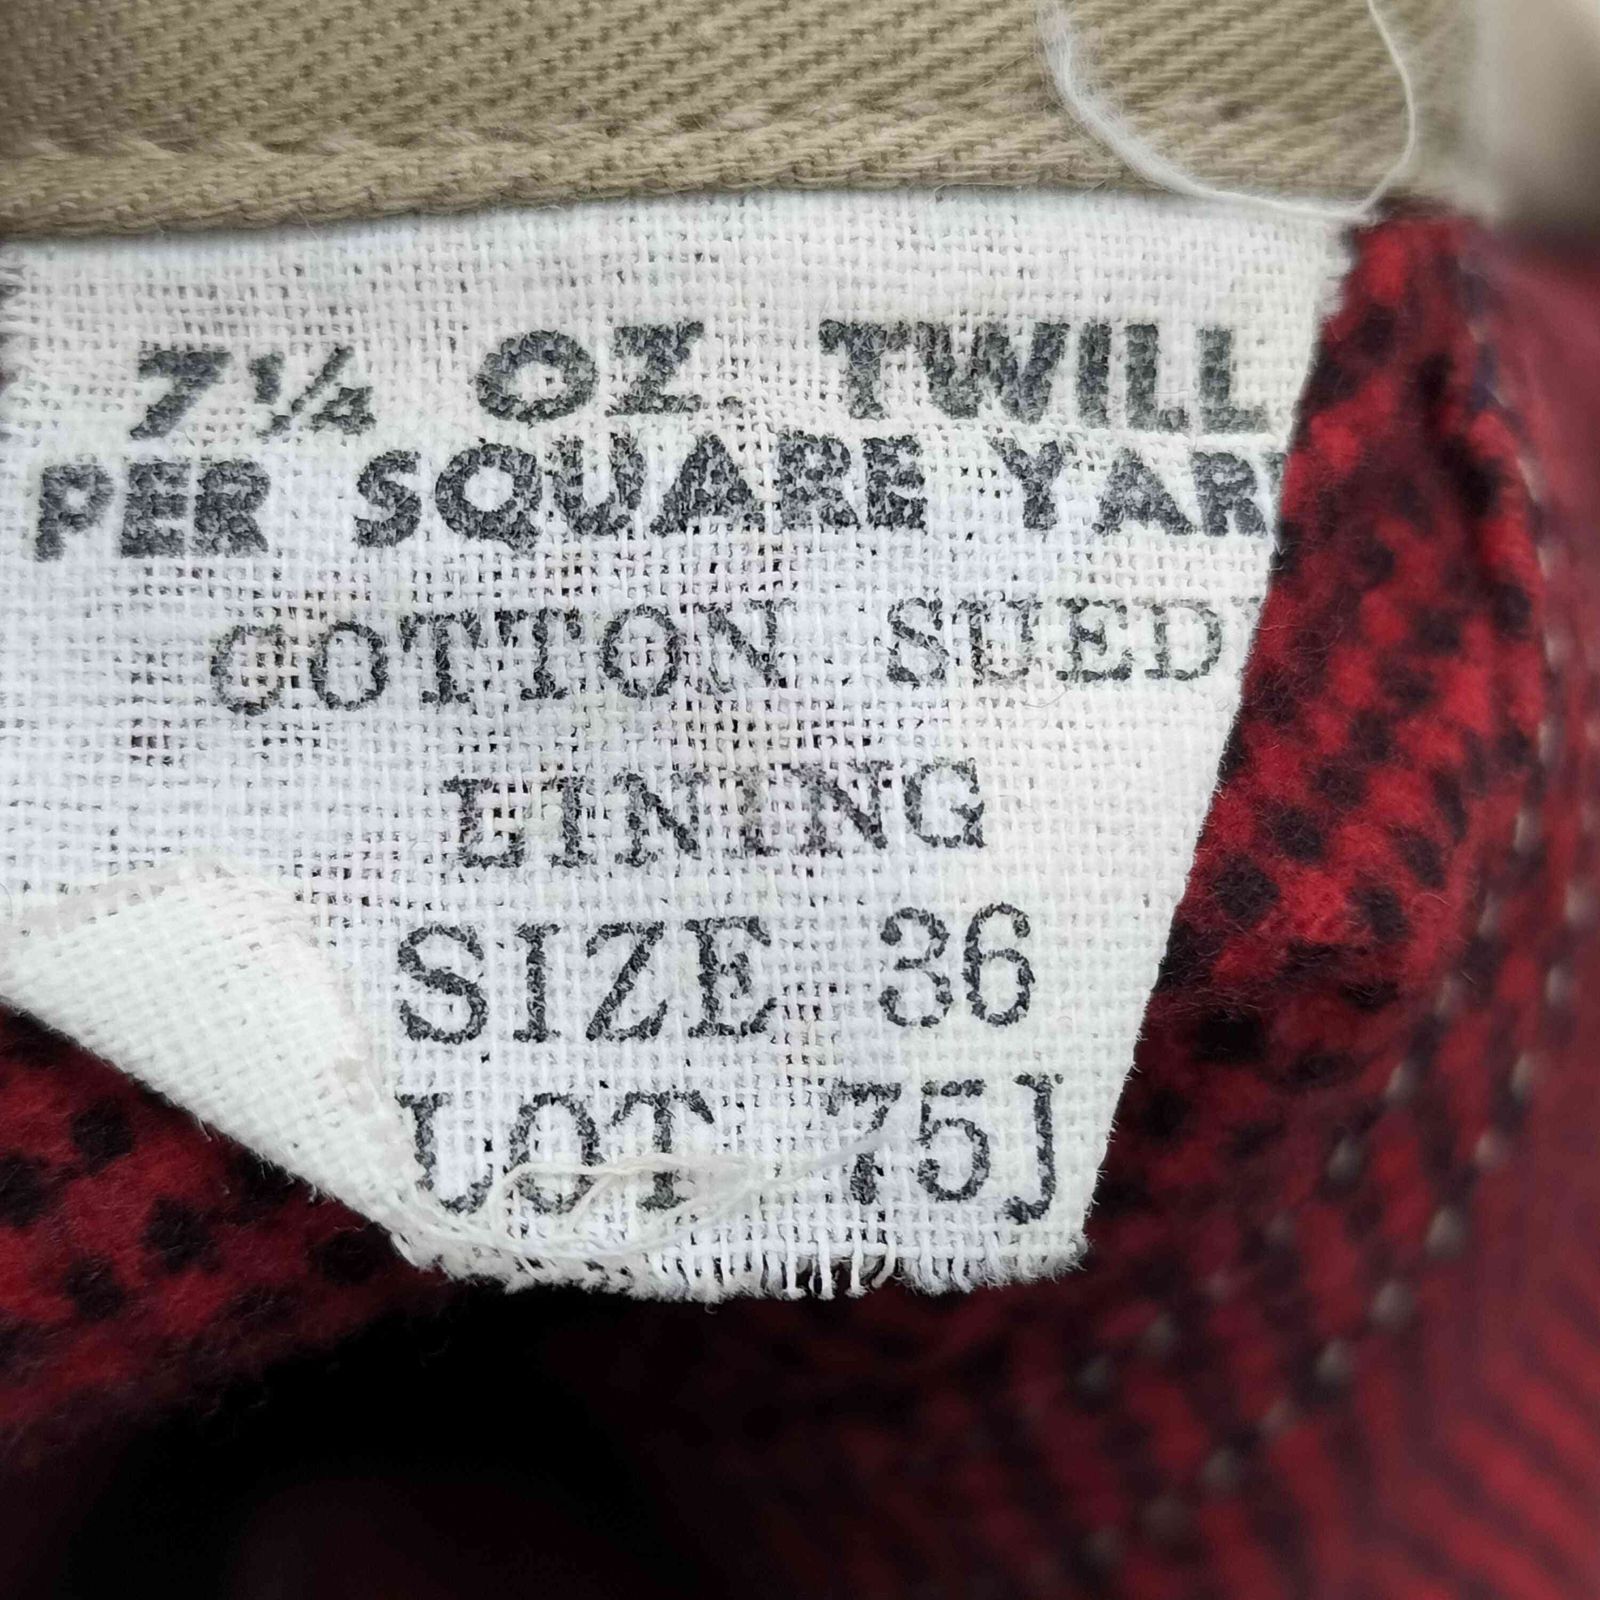 7¼ OZ. TWILL
PER SQUARE YAR
COTTON SUED
LINING
SIZE 36
LOT 75J